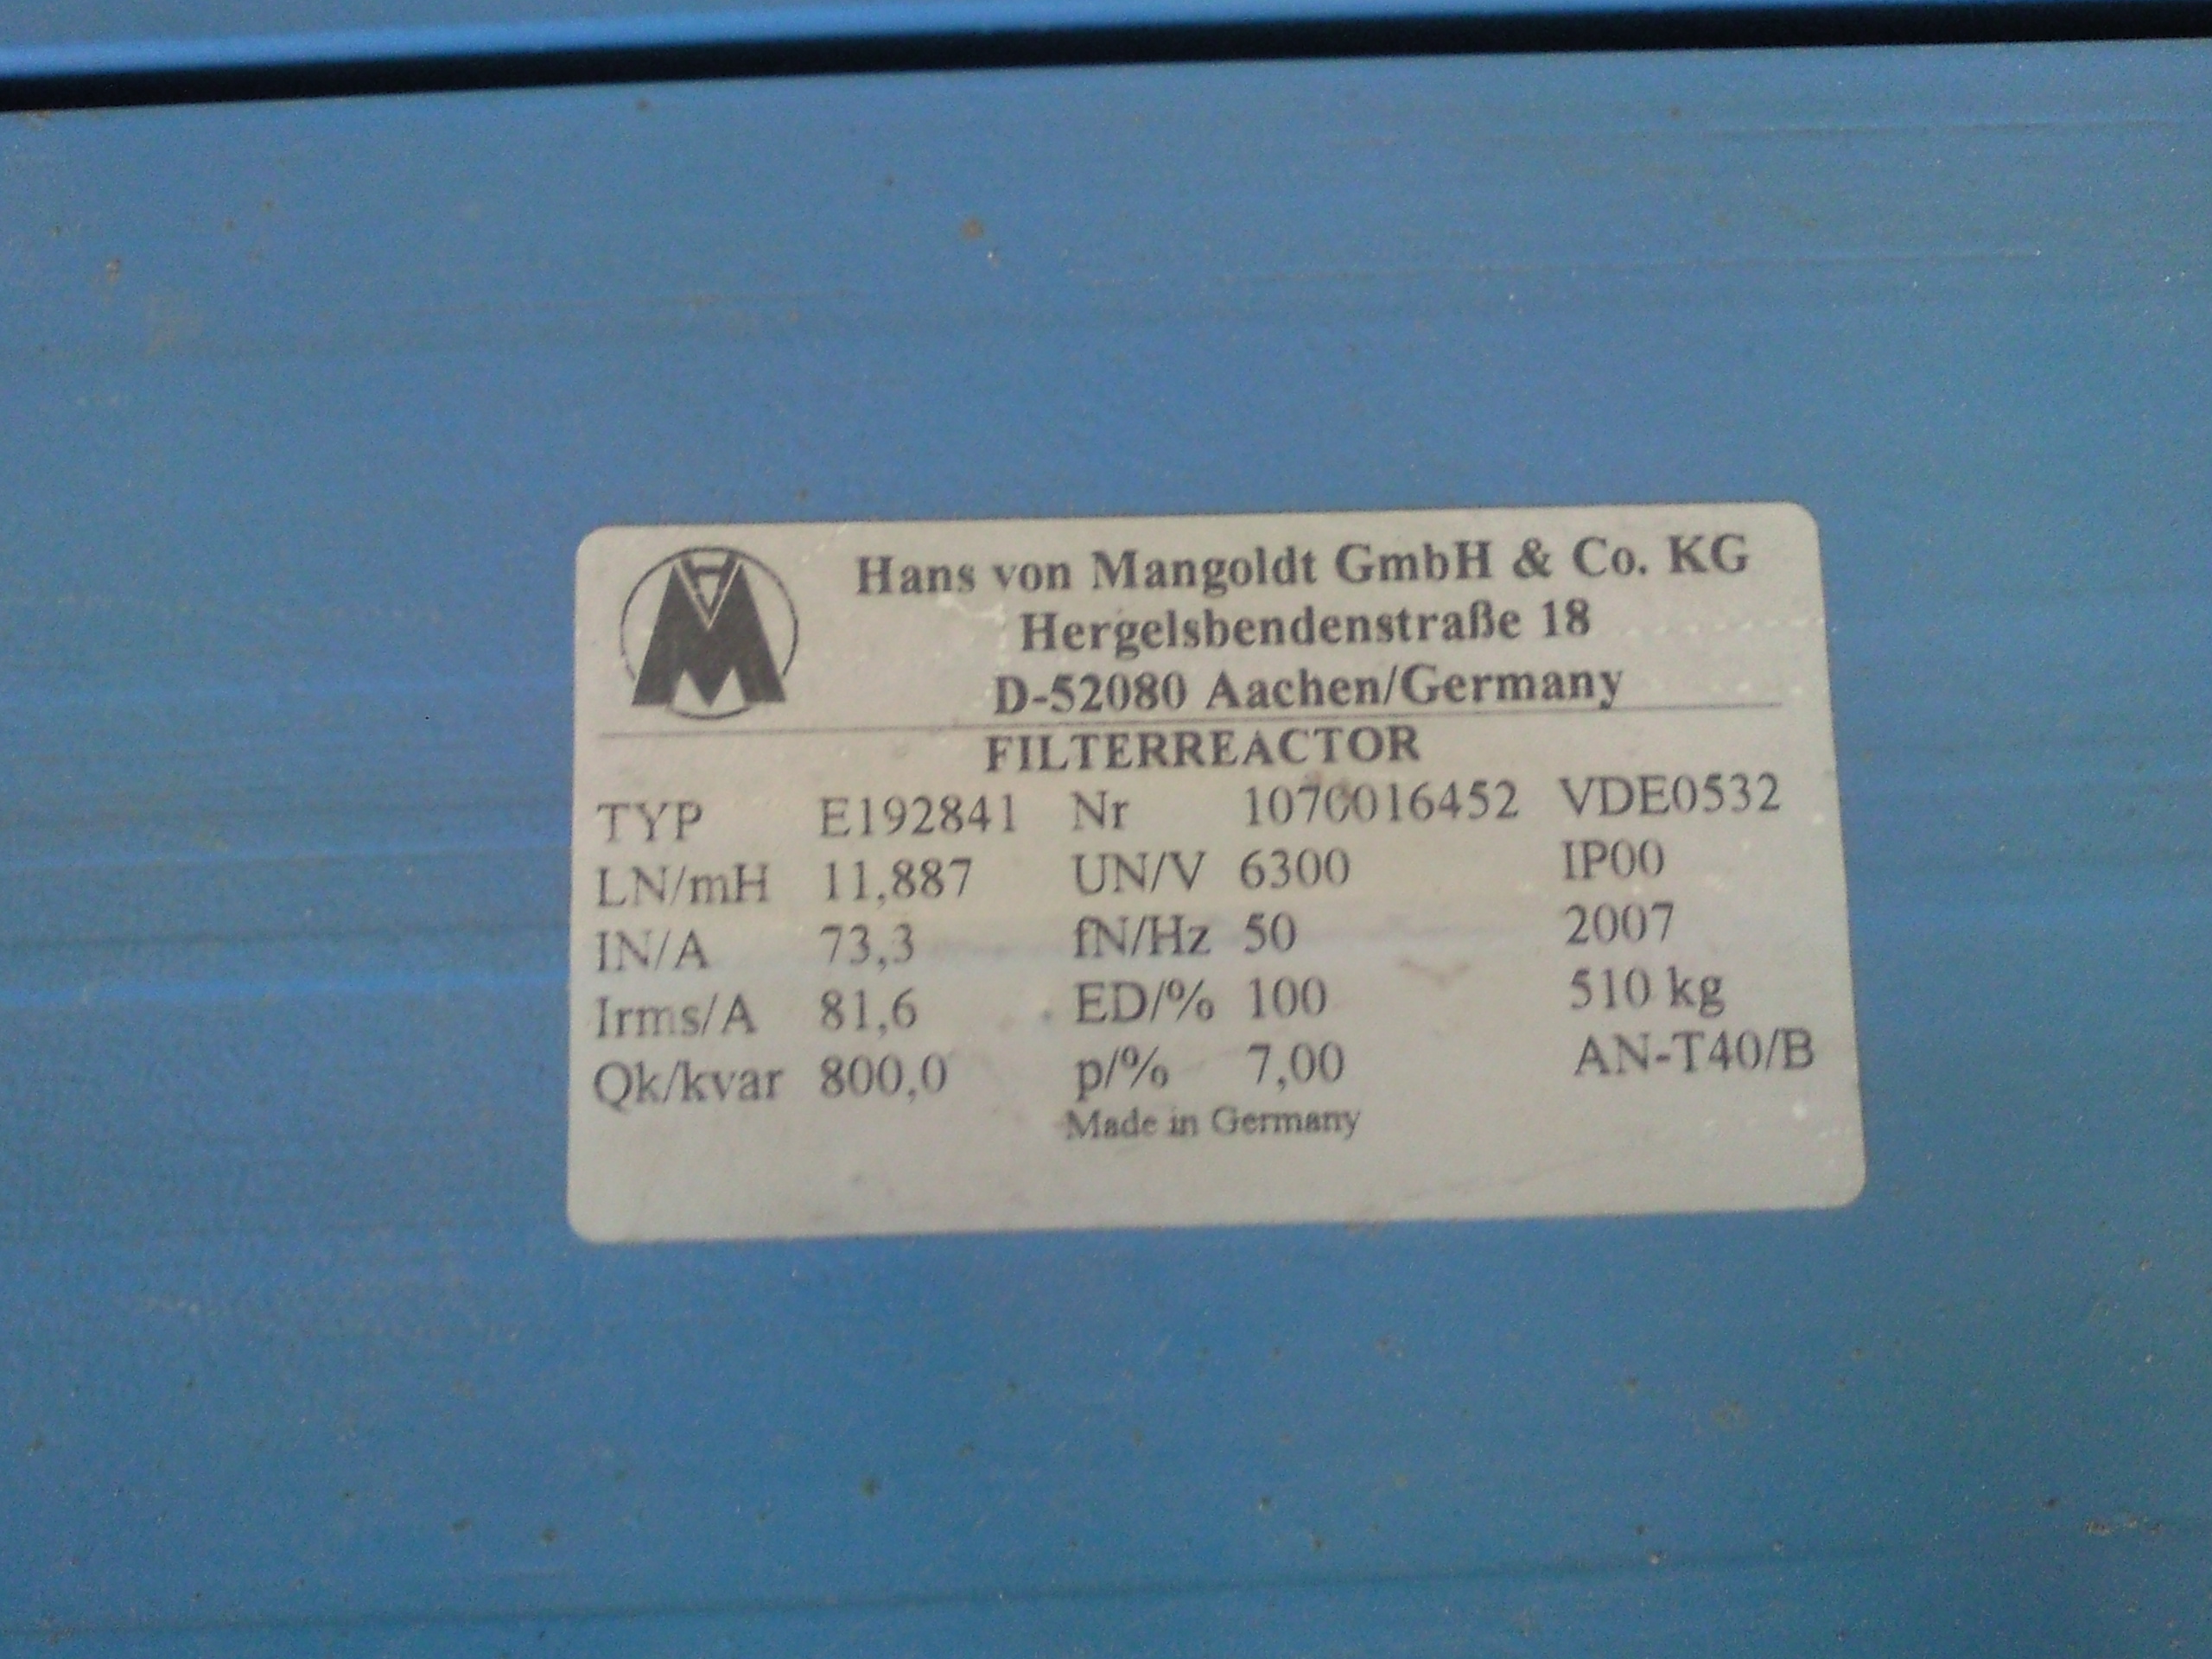 Hans von Mangoldt GmbH & Co. KG
Hergelsbendenstraße 18
D-52080 Aachen/Germany
FILTERREACTOR
TYP E192841 Nr 1070016452 VDE0532
LN/mH 11,887 UN/V 6300 IP00
IN/A 73,3 fN/Hz 50 2007
Irms/A 81,6 ED/% 100 510 kg
Qk/kvar 800,0 p/% 7,00 AN-T40/B
Made in Germany